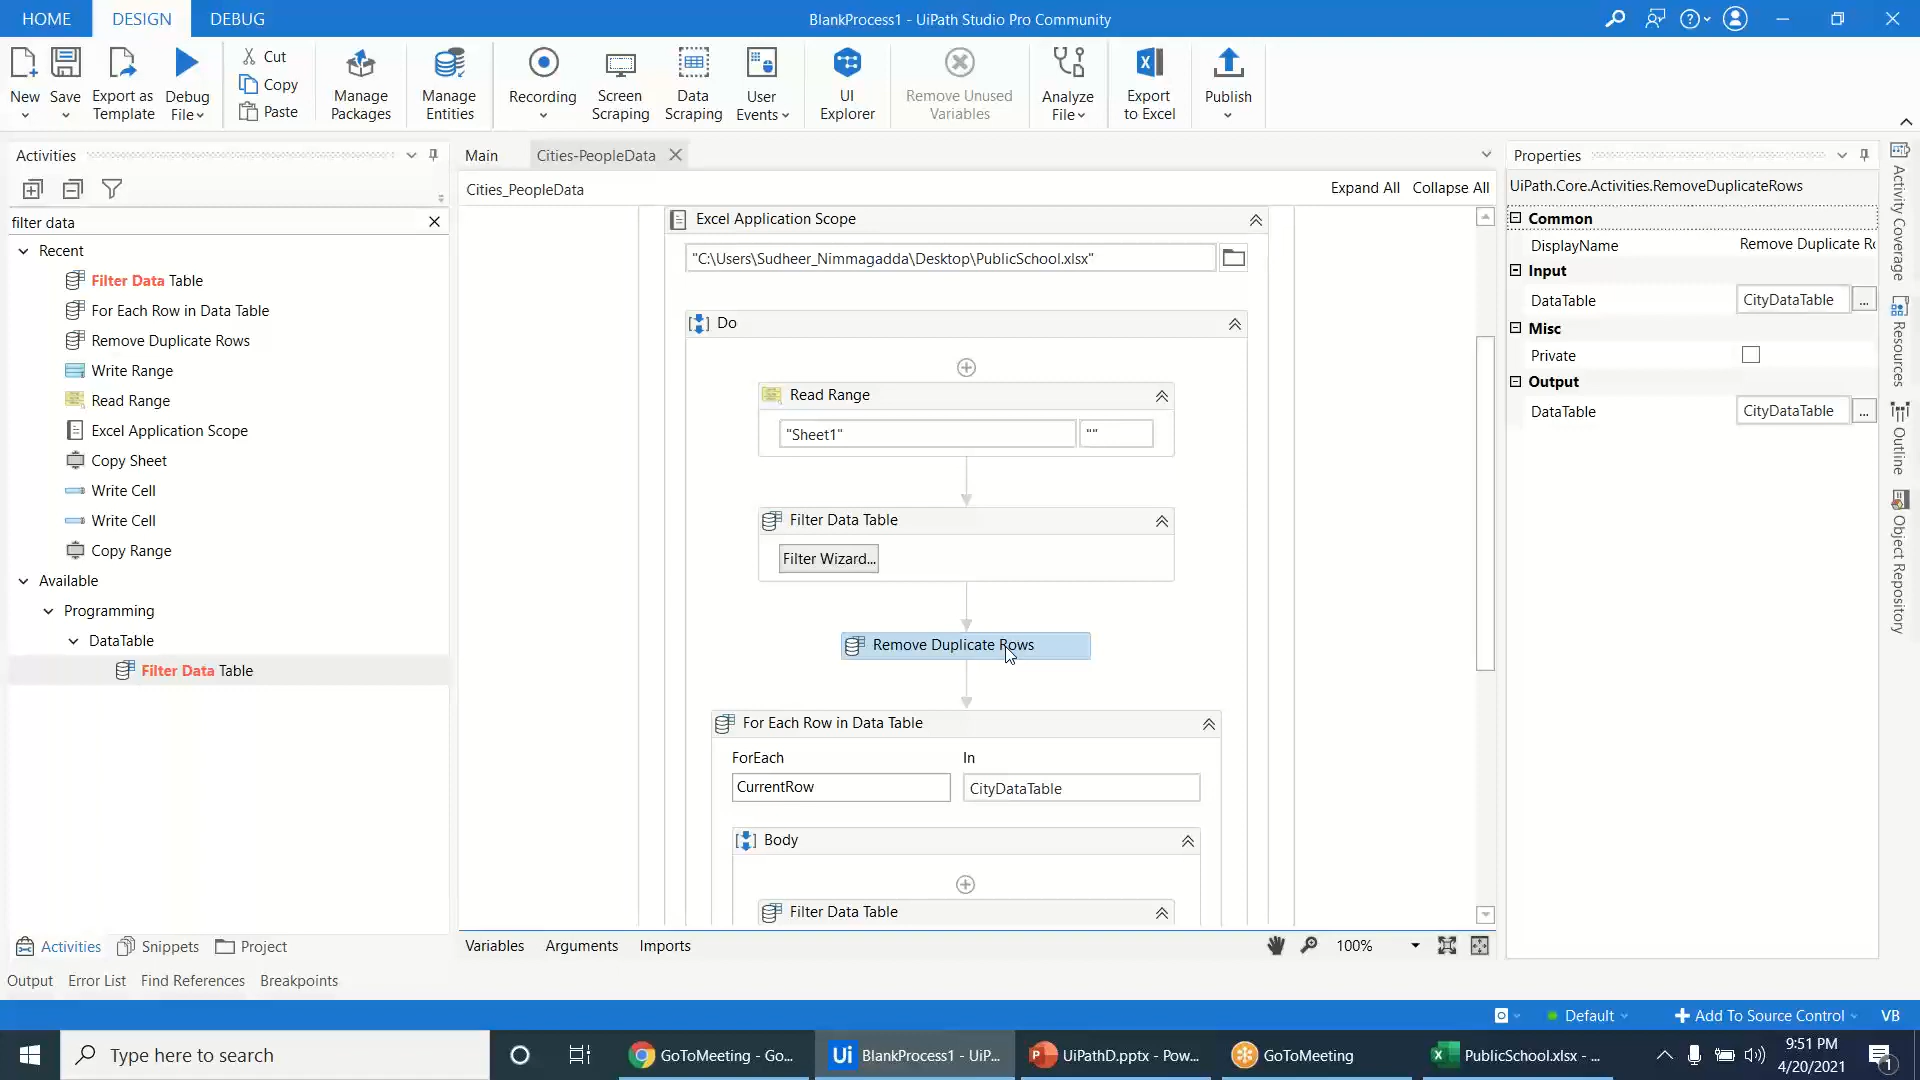 HOME DESIGN DEBUG
BlankProcess1 - UiPath Studio Pro Community
New Save Export as Template Debug File
Cut
Copy
Paste
Manage Packages
Manage Entities
Recording
Screen Scraping
Data Scraping
User Events
UI Explorer
Remove Unused Variables
Analyze File
Export to Excel
Publish
Activities
filter data
Recent
Filter Data Table
For Each Row in Data Table
Remove Duplicate Rows
Write Range
Read Range
Excel Application Scope
Copy Sheet
Write Cell
Write Cell
Copy Range
Available
Programming
DataTable
Filter Data Table
Activities Snippets Project
Main Cities-PeopleData
Cities_PeopleData Expand All Collapse All
Excel Application Scope
"C:\Users\Sudheer_Nimmagadda\Desktop\PublicSchool.xlsx"
Do
Read Range
"Sheet1" ""
Filter Data Table
Filter Wizard...
Remove Duplicate Rows
For Each Row in Data Table
ForEach In
CurrentRow CityDataTable
Body
Filter Data Table
Variables Arguments Imports 100%
Properties
UiPath.Core.Activities.RemoveDuplicateRows
Common
DisplayName Remove Duplicate Ro
Input
DataTable CityDataTable ...
Misc
Private
Output
DataTable CityDataTable ...
Activity Coverage
Resources
Outline
Object Repository
Output Error List Find References Breakpoints
Default Add To Source Control VB
Type here to search
GoToMeeting - Go...
Ui BlankProcess1 - UiP...
UiPathD.pptx - Pow...
GoToMeeting
PublicSchool.xlsx - ...
9:51 PM
4/20/2021
1